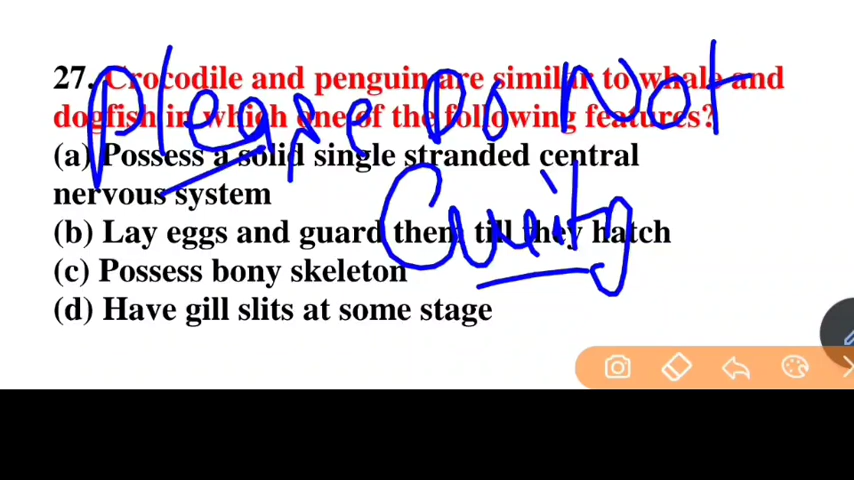 27. Crocodile and penguin are similar to whale and
dogfish in which one of the following features?
(a) Possess a solid single stranded central
nervous system
(b) Lay eggs and guard them till they hatch
(c) Possess bony skeleton
(d) Have gill slits at some stage
Please Do Not